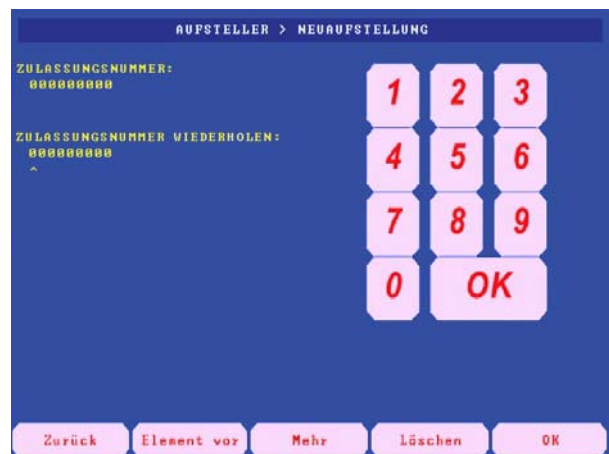 AUFSTELLER > NEUAUFSTELLUNG
ZULASSUNGSNUMMER:
000000000
ZULASSUNGSNUMMER WIEDERHOLEN:
000000000
^
1 2 3
4 5 6
7 8 9
0 OK
Zurück Element vor Mehr Löschen OK